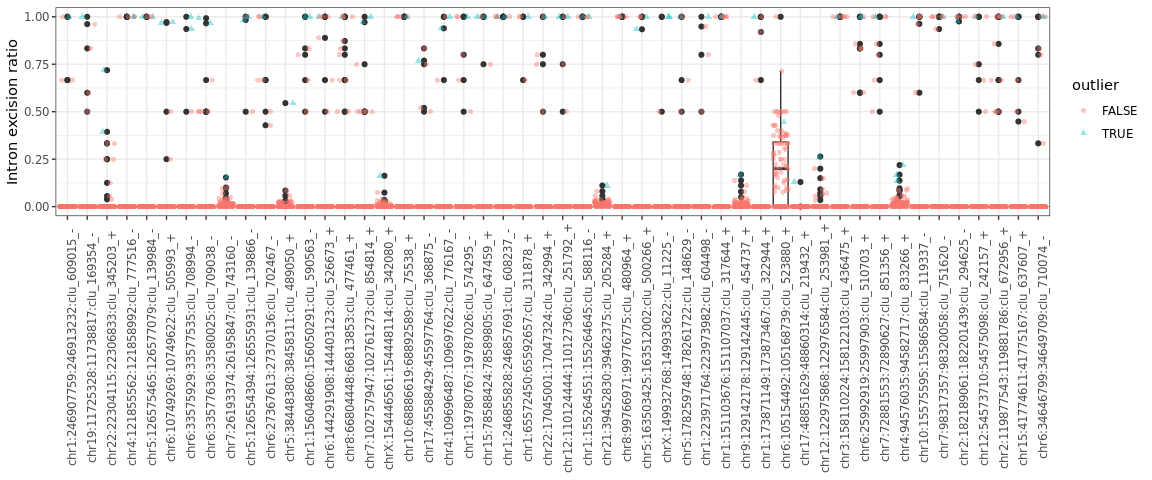 Intron excision ratio
1.00
0.75
0.50
0.25
0.00
outlier
FALSE
TRUE
chr1:246907759:246913232:clu_609015_-
chr19:11725328:11738817:clu_169354_-
chr22:22304115:22306833:clu_345203_+
chr4:121855562:121858992:clu_777516_-
chr5:126575465:126577079:clu_139984_-
chr6:10749269:10749622:clu_505993_+
chr6:33575929:33577535:clu_708994_-
chr6:33577636:33580025:clu_709038_-
chr7:26193374:26195847:clu_743160_-
chr5:126554394:126555931:clu_139866_-
chr6:27367613:27370136:clu_702467_-
chr5:38448380:38458311:clu_489050_+
chr1:156048660:156050291:clu_590563_-
chr6:14429991:144403123:clu_526673_+
chr8:66804448:66813853:clu_477461_+
chr7:102757947:102761273:clu_854814_+
chrX:154446501:154448114:clu_342080_+
chr10:68886619:68892589:clu_75538_+
chr17:45588429:45597764:clu_368875_-
chr4:109696487:109697622:clu_776167_-
chr1:19780767:19787026:clu_574295_-
chr15:78588424:78589805:clu_647459_+
chr1:246855828:246857691:clu_608237_-
chr1:65572450:65592657:clu_311878_+
chr22:17045001:17047324:clu_342994_+
chr12:110124444:110127360:clu_251792_+
chr1:155264551:155264645:clu_588116_-
chr21:39452830:39462375:clu_205284_+
chr8:99766971:99776775:clu_480964_+
chr5:163503425:163512002:clu_500266_+
chrX:149932768:149933622:clu_11225_-
chr5:178259748:178261722:clu_148629_-
chr1:223971764:223973982:clu_604498_-
chr1:151103976:151107037:clu_317644_+
chr9:129142178:129142445:clu_454737_+
chr1:173871149:173873467:clu_322944_+
chr6:105154492:105168739:clu_523880_+
chr17:48851629:48853064:clu_219432_+
chr12:122975868:122976584:clu_253981_+
chr3:158110224:158122103:clu_436475_+
chr6:25992919:25997903:clu_510703_+
chr7:72881553:72890627:clu_851356_+
chr4:94576035:94582717:clu_833266_+
chr10:15557595:15586584:clu_119337_-
chr7:98317357:98320058:clu_751620_-
chr2:182189061:182201439:clu_294625_-
chr12:54573710:54575098:clu_242157_+
chr2:119877543:119881786:clu_672956_+
chr15:41774611:41775167:clu_637607_+
chr6:34646799:34649709:clu_710074_-